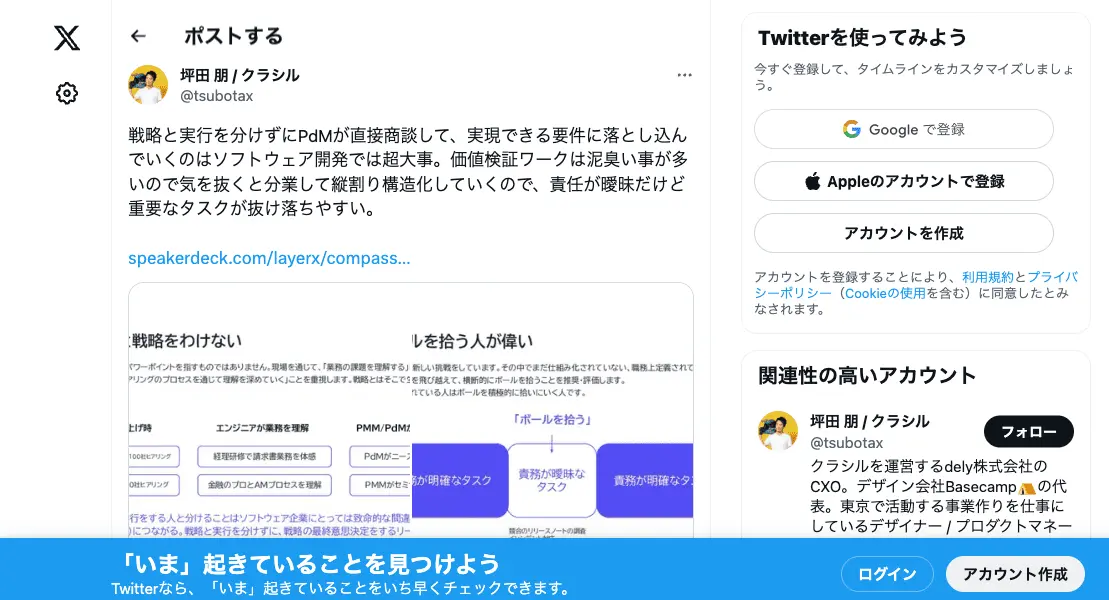 ポストする
坪田 朋 / クラシル
@tsubotax
戦略と実行を分けずにPdMが直接商談して、実現できる要件に落とし込ん
でいくのはソフトウェア開発では超大事。価値検証ワークは泥臭い事が多
いので気を抜くと分業して縦割り構造化していくので、責任が曖昧だけど
重要なタスクが抜け落ちやすい。
speakerdeck.com/layerx/compass...
戦略をわけない
パワーポイントを指すものではありません。現場を通じて、「業務の課題を理解する」
アリングのプロセスを通じて理解を深めていく」ことを重視します。戦略とはそこで
上げ時
エンジニアが業務を理解
PMM/PdMが
100社ヒアリング
経理研修で請求書業務を体感
PdMがニー
0社ヒアリング
金融のプロとAMプロセスを理解
PMMがセミ
行をする人と分けることはソフトウェア企業にとっては致命的な間違
につながる。戦略と実行を分けずに、戦略の最終意思決定をするリー
ルを拾う人が偉い
新しい挑戦をしています。その中でまだ仕組み化されていない、職務上定義されて
を飛び越えて、横断的にボールを拾うことを推奨・評価します。
れている人はボールを積極的に拾いにいく人です。
「ボールを拾う」
が明確なタスク
責務が曖昧な
タスク
責務が明確なタ
競合のリリースノートの調査
Twitterを使ってみよう
今すぐ登録して、タイムラインをカスタマイズしましょ
う。
Google で登録
Appleのアカウントで登録
アカウントを作成
アカウントを登録することにより、利用規約とプライバ
シーポリシー（Cookieの使用を含む）に同意したとみ
なされます。
関連性の高いアカウント
坪田 朋 / クラシル
@tsubotax
フォロー
クラシルを運営するdely株式会社の
CXO。デザイン会社Basecamp⛺の代
表。東京で活動する事業作りを仕事に
しているデザイナー / プロダクトマネー
「いま」起きていることを見つけよう
Twitterなら、「いま」起きていることをいち早くチェックできます。
ログイン
アカウント作成